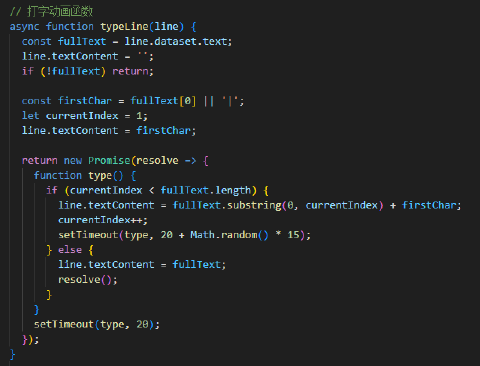 // 打字动画函数
async function typeLine(line) {
  const fullText = line.dataset.text;
  line.textContent = '';
  if (!fullText) return;

  const firstChar = fullText[0] || '|';
  let currentIndex = 1;
  line.textContent = firstChar;

  return new Promise(resolve => {
    function type() {
      if (currentIndex < fullText.length) {
        line.textContent = fullText.substring(0, currentIndex) + firstChar;
        currentIndex++;
        setTimeout(type, 20 + Math.random() * 15);
      } else {
        line.textContent = fullText;
        resolve();
      }
    }
    setTimeout(type, 20);
  });
}